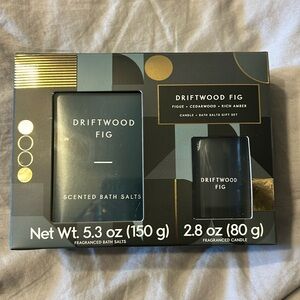 DRIFTWOOD FIG
FIGUE • CEDARWOOD • RICH AMBER
CANDLE + BATH SALTS GIFT SET
DRIFTWOOD
FIG
SCENTED BATH SALTS
DRIFTWOOD
FIG
Net Wt. 5.3 oz (150 g)
FRAGRANCED BATH SALTS
2.8 oz (80 g)
FRAGRANCED CANDLE